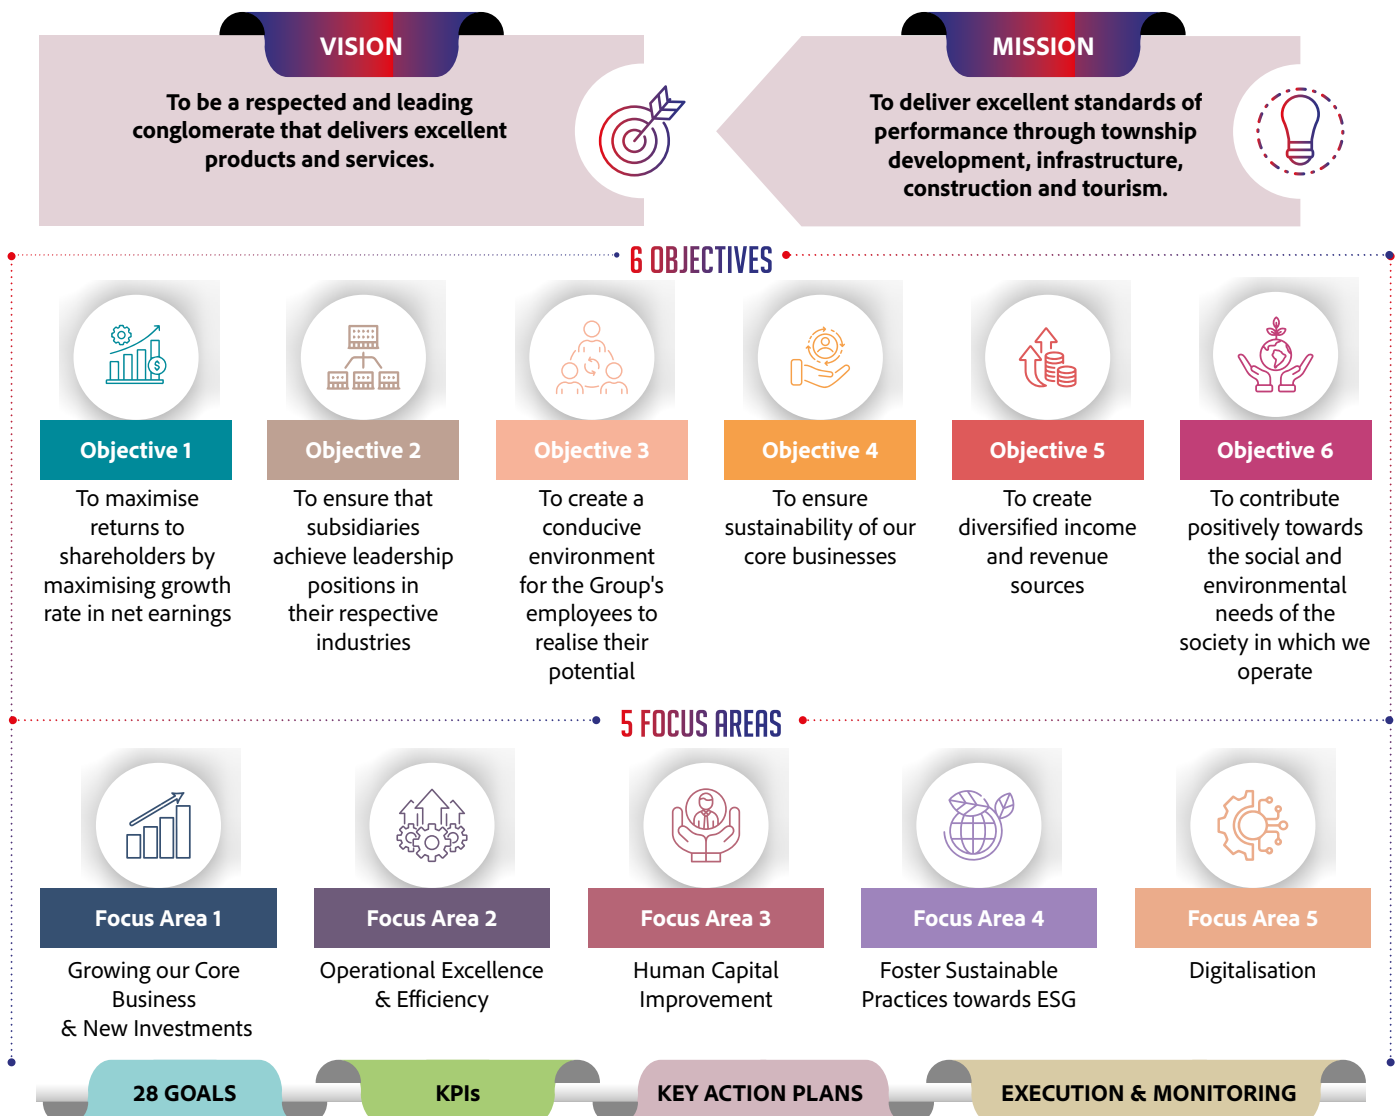 VISION
To be a respected and leading
conglomerate that delivers excellent
products and services.
MISSION
To deliver excellent standards of
performance through township
development, infrastructure,
construction and tourism.
6 OBJECTIVES
Objective 1
To maximise
returns to
shareholders by
maximising growth
rate in net earnings
Objective 2
To ensure that
subsidiaries
achieve leadership
positions in
their respective
industries
Objective 3
To create a
conducive
environment
for the Group's
employees to
realise their
potential
Objective 4
To ensure
sustainability of our
core businesses
Objective 5
To create
diversified income
and revenue
sources
Objective 6
To contribute
positively towards
the social and
environmental
needs of the
society in which we
operate
5 FOCUS AREAS
Focus Area 1
Growing our Core
Business
& New Investments
Focus Area 2
Operational Excellence
& Efficiency
Focus Area 3
Human Capital
Improvement
Focus Area 4
Foster Sustainable
Practices towards ESG
Focus Area 5
Digitalisation
28 GOALS
KPIs
KEY ACTION PLANS
EXECUTION & MONITORING